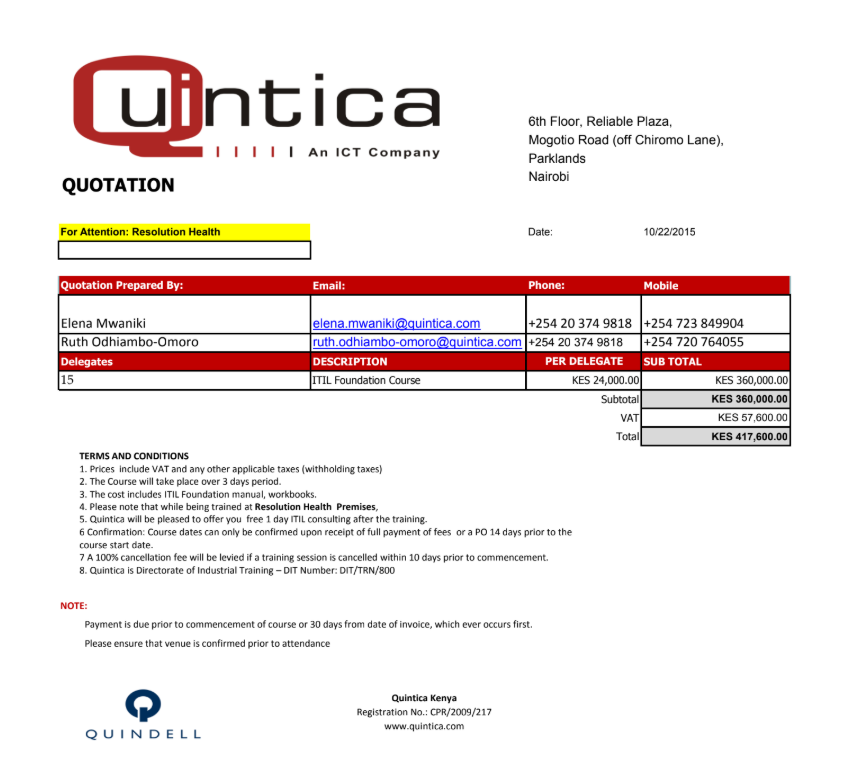 Quintica
An ICT Company
6th Floor, Reliable Plaza,
Mogotio Road (off Chiromo Lane),
Parklands
Nairobi
QUOTATION
For Attention: Resolution Health
Date: 10/22/2015
Quotation Prepared By: Email: Phone: Mobile
Elena Mwaniki elena.mwaniki@quintica.com +254 20 374 9818 +254 723 849904
Ruth Odhiambo-Omoro ruth.odhiambo-omoro@quintica.com +254 20 374 9818 +254 720 764055
Delegates DESCRIPTION PER DELEGATE SUB TOTAL
15 ITIL Foundation Course KES 24,000.00 KES 360,000.00
Subtotal KES 360,000.00
VAT KES 57,600.00
Total KES 417,600.00
TERMS AND CONDITIONS
1. Prices include VAT and any other applicable taxes (withholding taxes)
2. The Course will take place over 3 days period.
3. The cost includes ITIL Foundation manual, workbooks.
4. Please note that while being trained at Resolution Health Premises,
5. Quintica will be pleased to offer you free 1 day ITIL consulting after the training.
6 Confirmation: Course dates can only be confirmed upon receipt of full payment of fees or a PO 14 days prior to the
course start date.
7 A 100% cancellation fee will be levied if a training session is cancelled within 10 days prior to commencement.
8. Quintica is Directorate of Industrial Training – DIT Number: DIT/TRN/800
NOTE:
Payment is due prior to commencement of course or 30 days from date of invoice, which ever occurs first.
Please ensure that venue is confirmed prior to attendance
QUINDELL
Quintica Kenya
Registration No.: CPR/2009/217
www.quintica.com